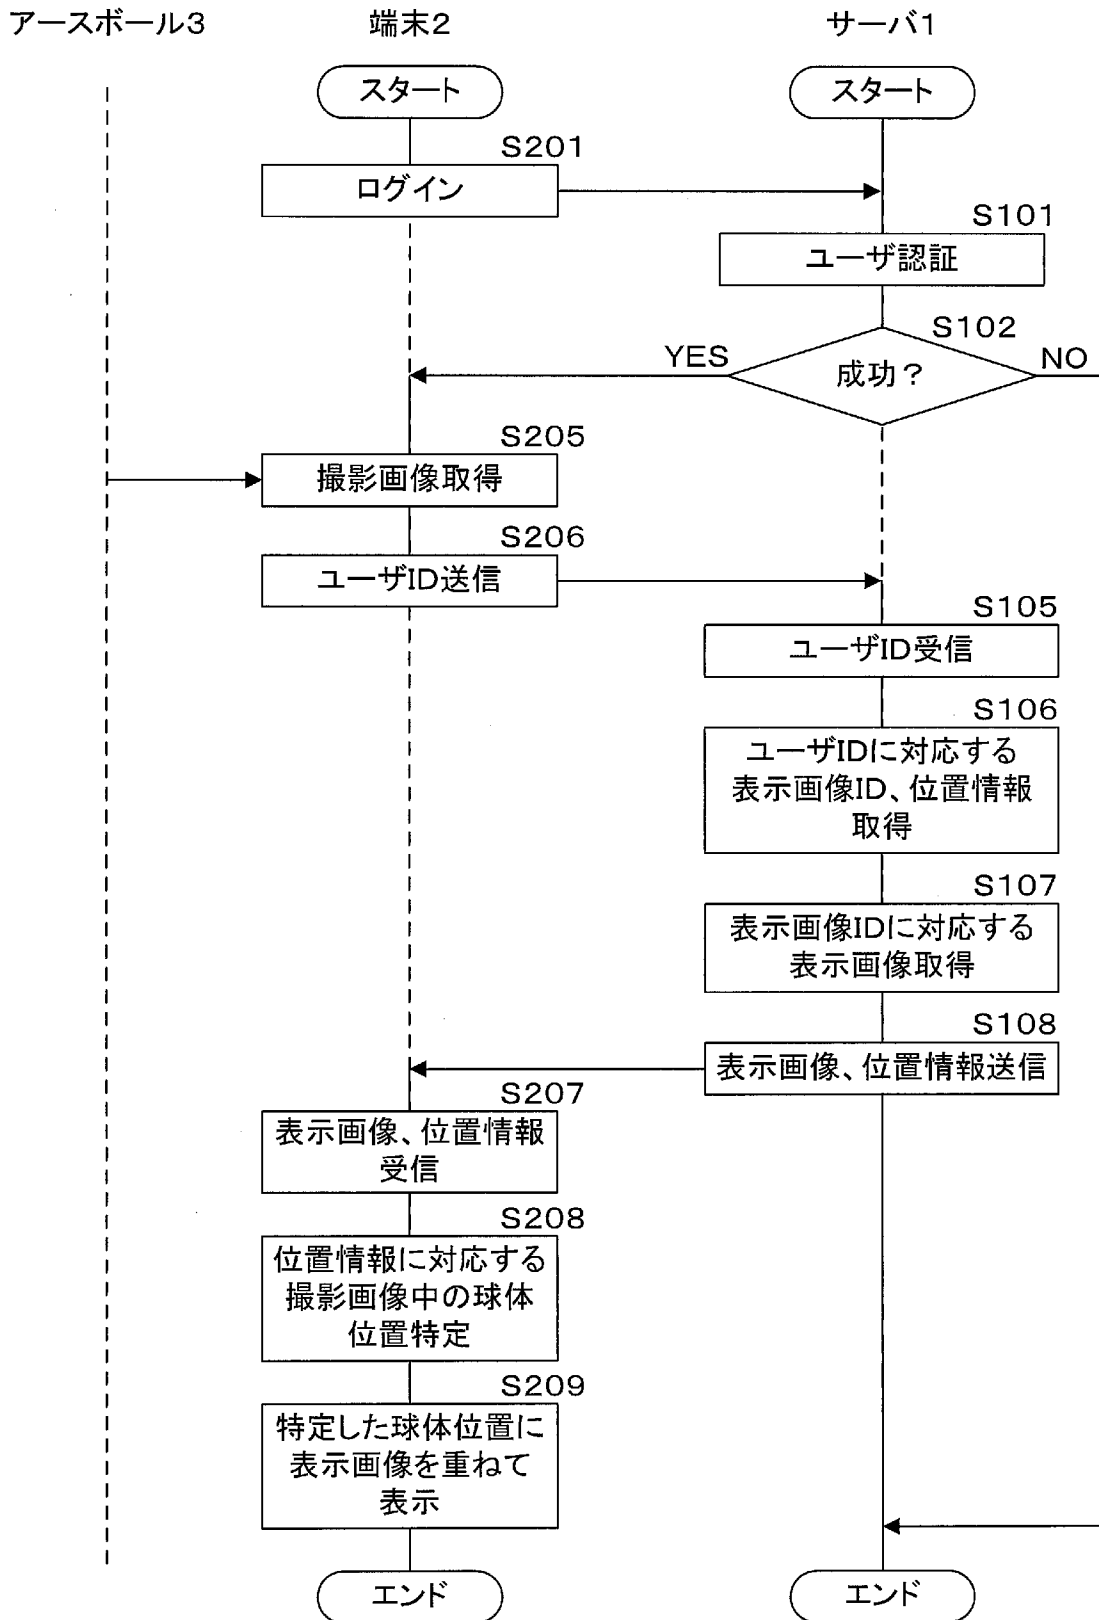 アースボール3
端末2
サーバ1
スタート
スタート
S201
ログイン
S101
ユーザ認証
S102
YES
成功？
NO
S205
撮影画像取得
S206
ユーザID送信
S105
ユーザID受信
S106
ユーザIDに対応する
表示画像ID、位置情報
取得
S107
表示画像IDに対応する
表示画像取得
S108
表示画像、位置情報送信
S207
表示画像、位置情報
受信
S208
位置情報に対応する
撮影画像中の球体
位置特定
S209
特定した球体位置に
表示画像を重ねて
表示
エンド
エンド